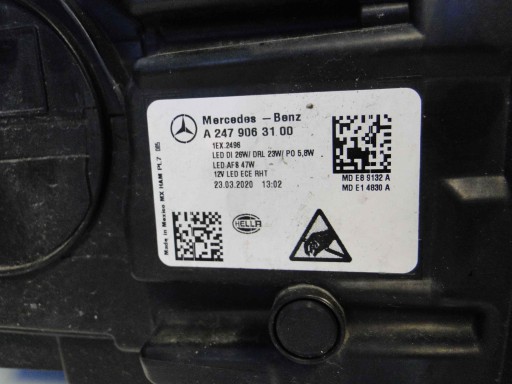 Mercedes - Benz
A 247 906 31 00
1EX.2496
LED DI 26W/ DRL 23W/ PO 5,8W
LED AFS 47W
12V LED ECE RHT
23.03.2020 13:02
MD E8 9132 A
MD E1 4830 A
HELLA
Made in Mexico MX HAM PL.7